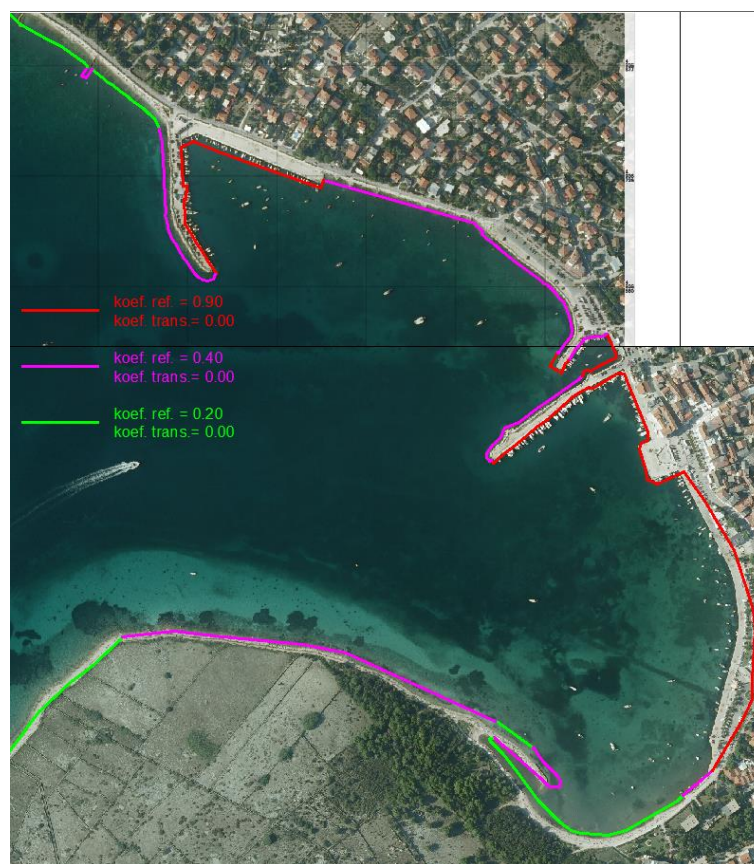 koef. ref. = 0.90
koef. trans.= 0.00
koef. ref. = 0.40
koef. trans.= 0.00
koef. ref. = 0.20
koef. trans.= 0.00